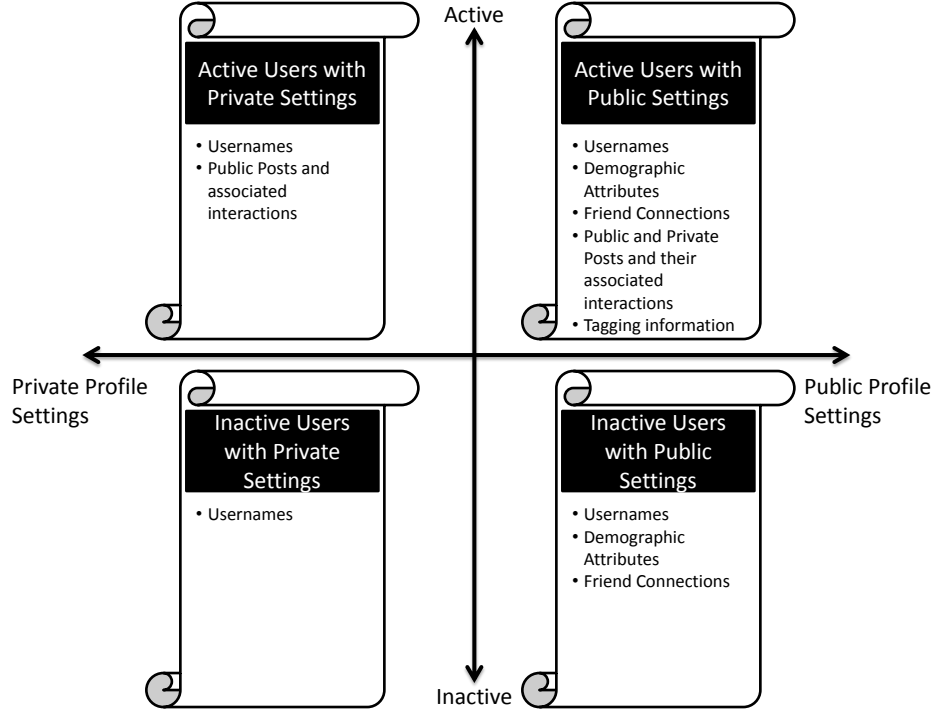 Active
Active Users with
Private Settings
• Usernames
• Public Posts and
associated
interactions
Active Users with
Public Settings
• Usernames
• Demographic
Attributes
• Friend Connections
• Public and Private
Posts and their
associated
interactions
• Tagging information
Private Profile
Settings
Public Profile
Settings
Inactive Users
with Private
Settings
• Usernames
Inactive Users
with Public
Settings
• Usernames
• Demographic
Attributes
• Friend Connections
Inactive